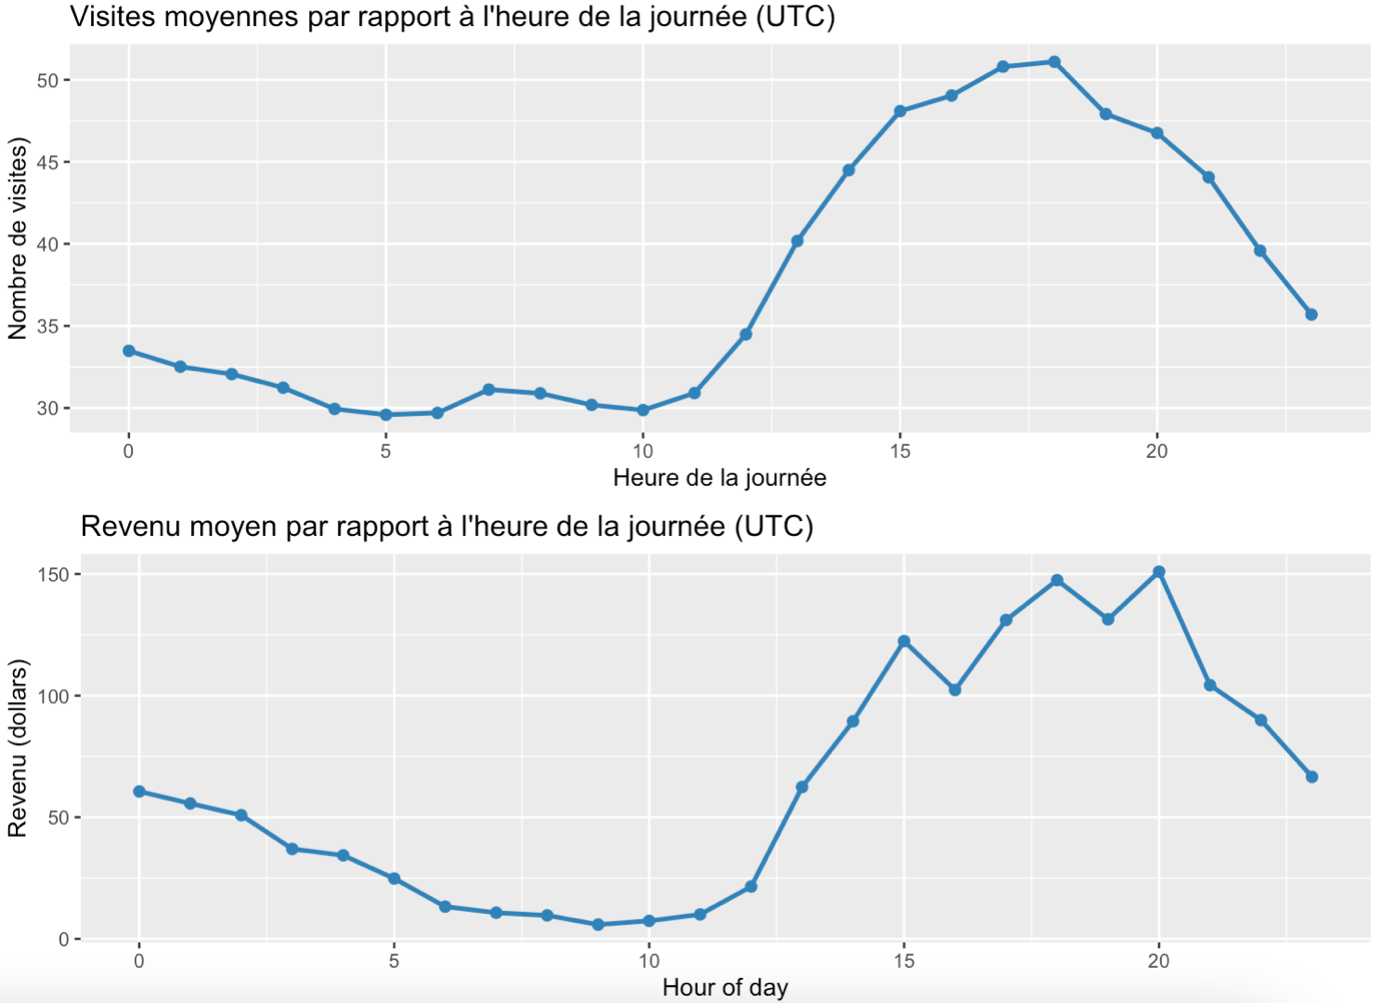 Visites moyennes par rapport à l'heure de la journée (UTC)
Nombre de visites)
50
45
40
35
30
0 5 10 15 20
Heure de la journée
Revenu moyen par rapport à l'heure de la journée (UTC)
Revenu (dollars)
150
100
50
0
0 5 10 15 20
Hour of day